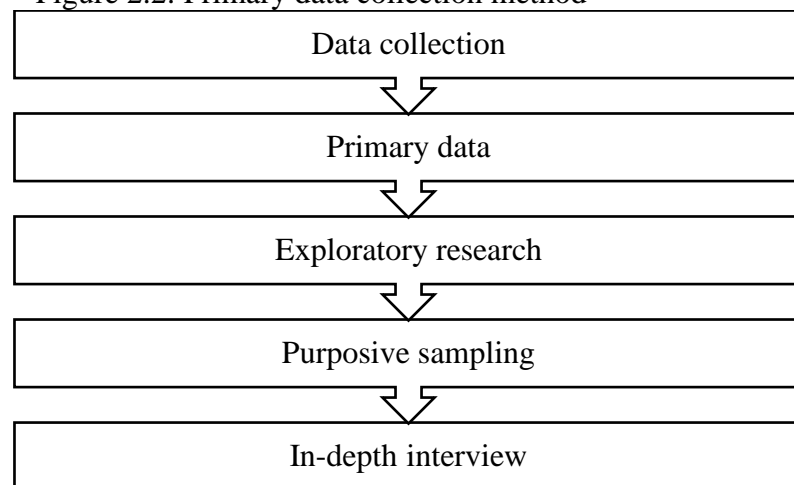 Figure 2.2. Primary data collection method
Data collection
Primary data
Exploratory research
Purposive sampling
In-depth interview